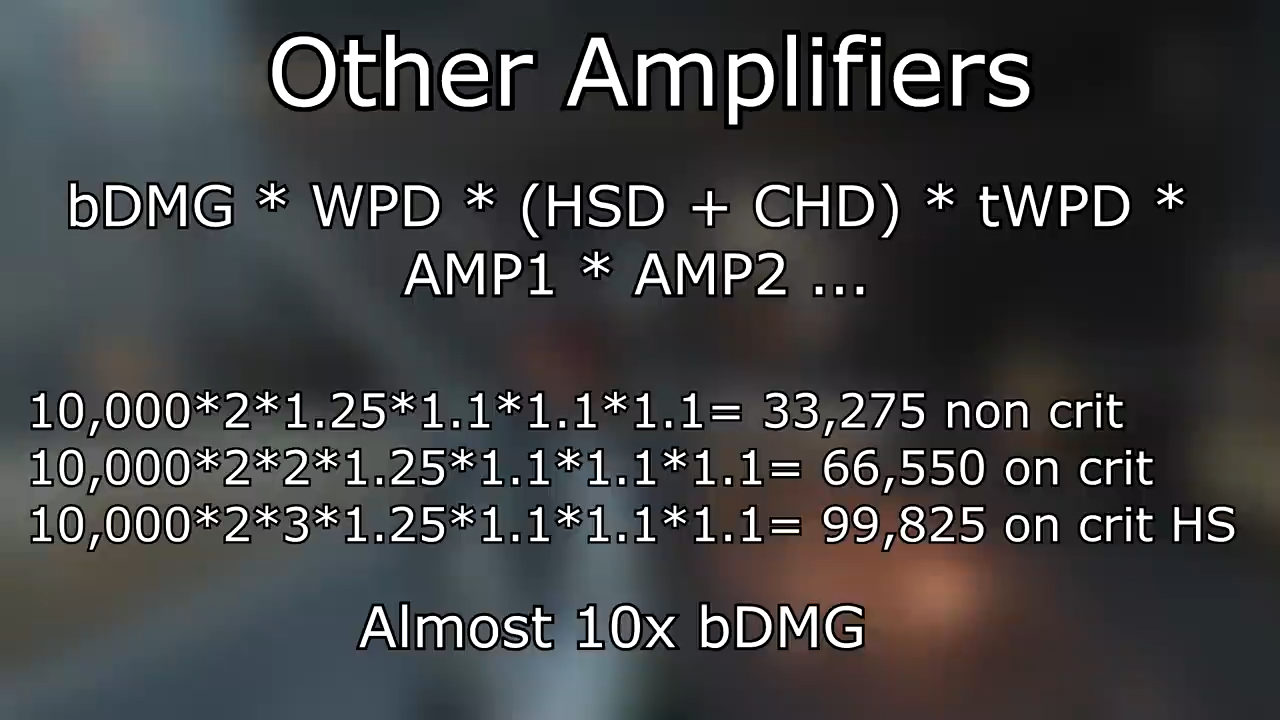 Other Amplifiers
bDMG * WPD * (HSD + CHD) * tWPD *
AMP1 * AMP2 ...
10,000*2*1.25*1.1*1.1*1.1= 33,275 non crit
10,000*2*2*1.25*1.1*1.1*1.1= 66,550 on crit
10,000*2*3*1.25*1.1*1.1*1.1= 99,825 on crit HS
Almost 10x bDMG